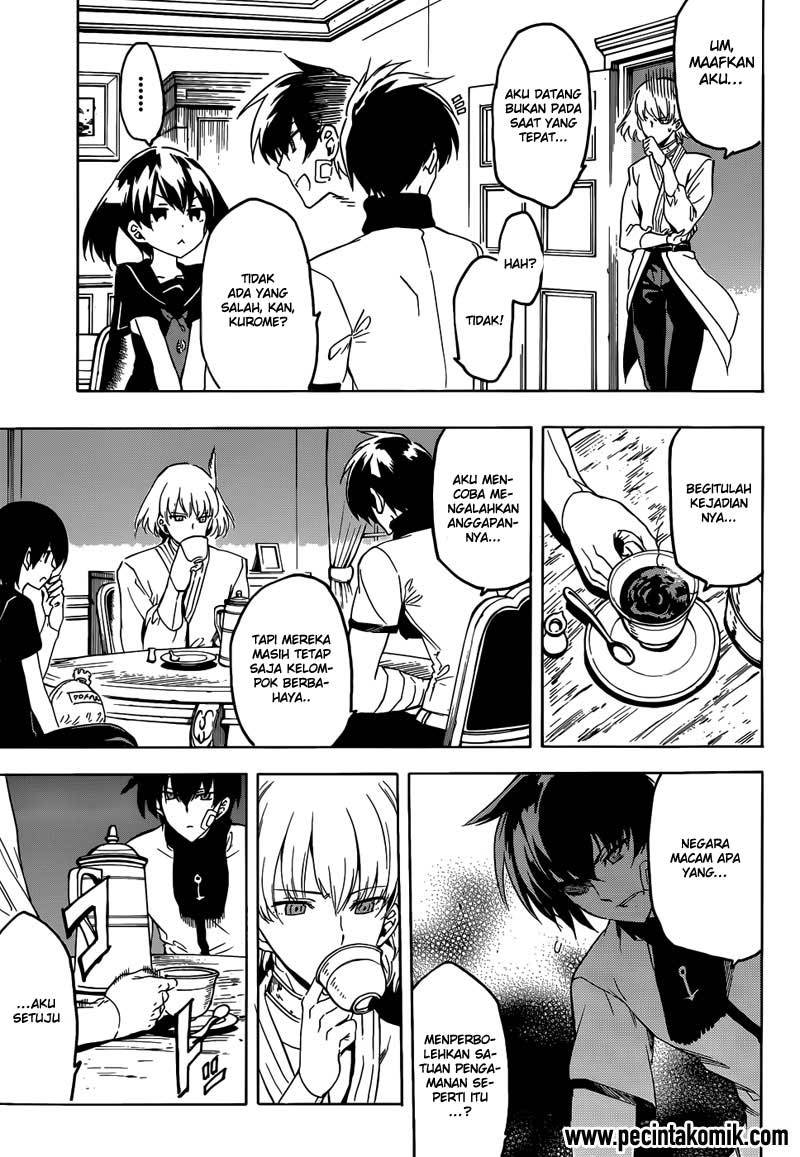 UM,
MAAFKAN
AKU...
AKU DATANG
BUKAN PADA
SAAT YANG
TEPAT...
HAH?
TIDAK!
TIDAK
ADA YANG
SALAH, KAN,
KUROME?
......
BEGITULAH
KEJADIAN
NYA...
AKU MEN-
COBA ME-
NGALAHKAN
ANGGAPAN-
NYA...
TAPI MEREKA
MASIH TETAP
SAJA KELOM-
POK BERBA-
HAYA..
NEGARA
MACAM APA
YANG...
MENPERBO-
LEHKAN SA-
TUAN PENGA-
MANAN SE-
PERTI ITU
...?
...AKU
SETUJU
www.pecintakomik.com